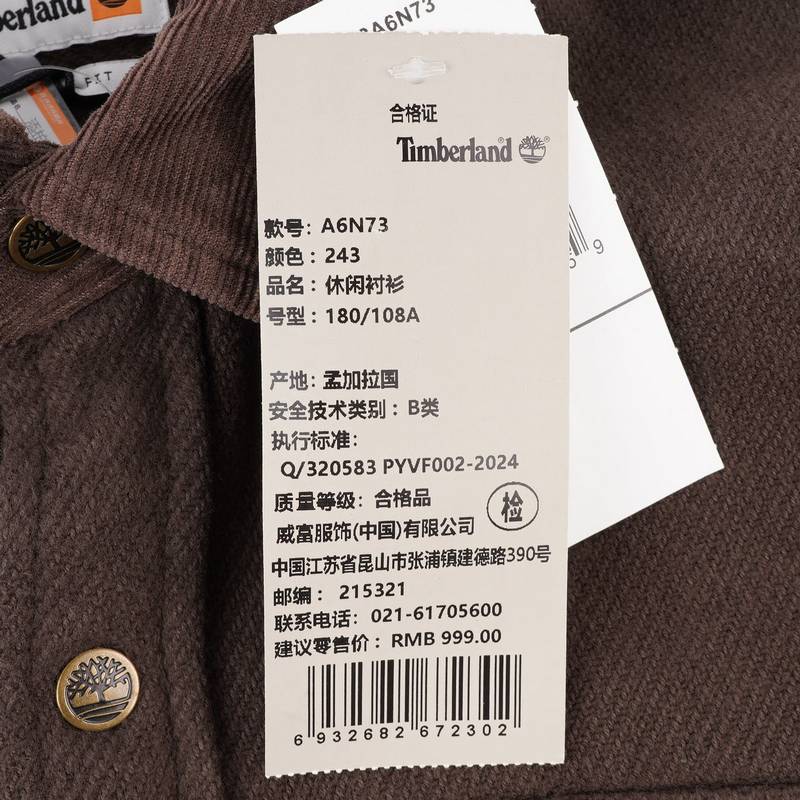 berland
FIT
A6N73
合格证
Timberland
款号：A6N73
颜色：243
品名：休闲衬衫
号型：180/108A
产地：孟加拉国
安全技术类别：B类
执行标准：
Q/320583 PYVF002-2024
质量等级：合格品
检
威富服饰(中国)有限公司
中国江苏省昆山市张浦镇建德路390号
邮编：215321
联系电话：021-61705600
建议零售价：RMB 999.00
6 932682 672302
9